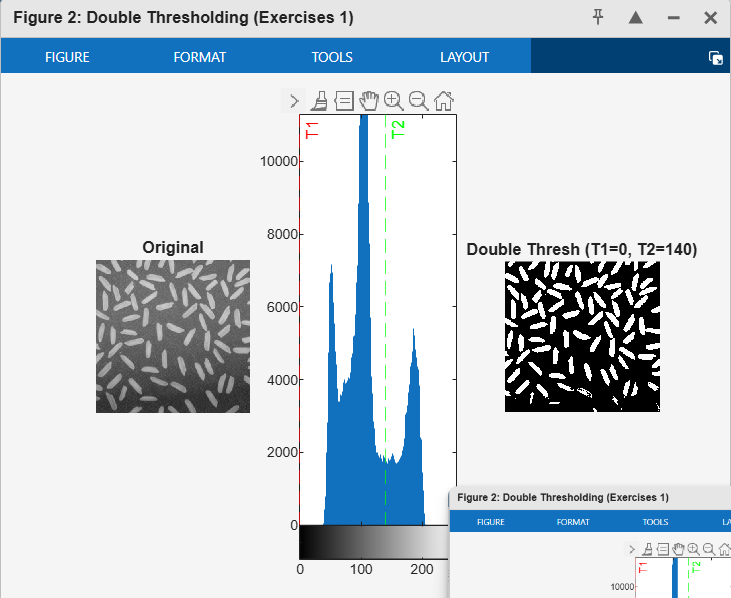 Figure 2: Double Thresholding (Exercises 1)
FIGURE FORMAT TOOLS LAYOUT
T1 T2
10000
8000
6000
4000
2000
0
0 100 200
Original
Double Thresh (T1=0, T2=140)
Figure 2: Double Thresholding (Exercises 1)
FIGURE FORMAT TOOLS LA
T1 T2
10000